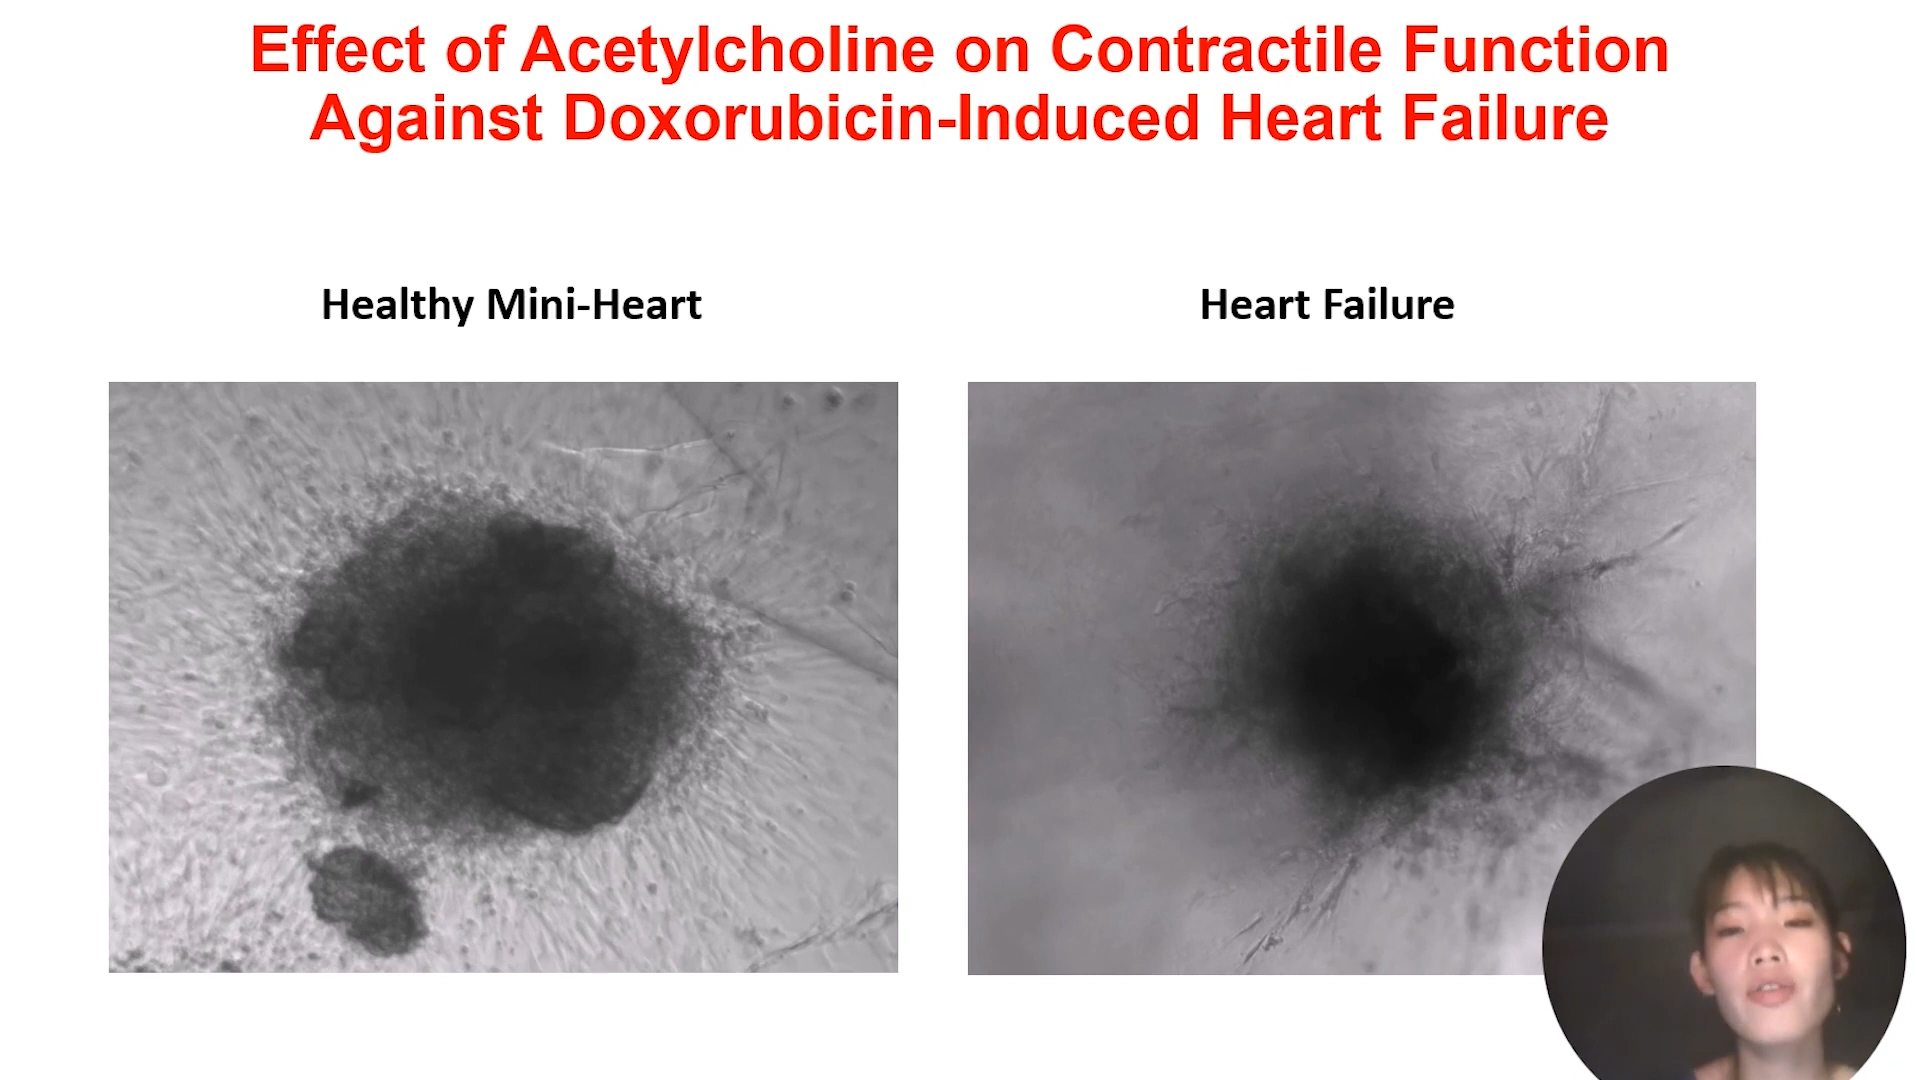 Effect of Acetylcholine on Contractile Function
Against Doxorubicin-Induced Heart Failure
Healthy Mini-Heart
Heart Failure